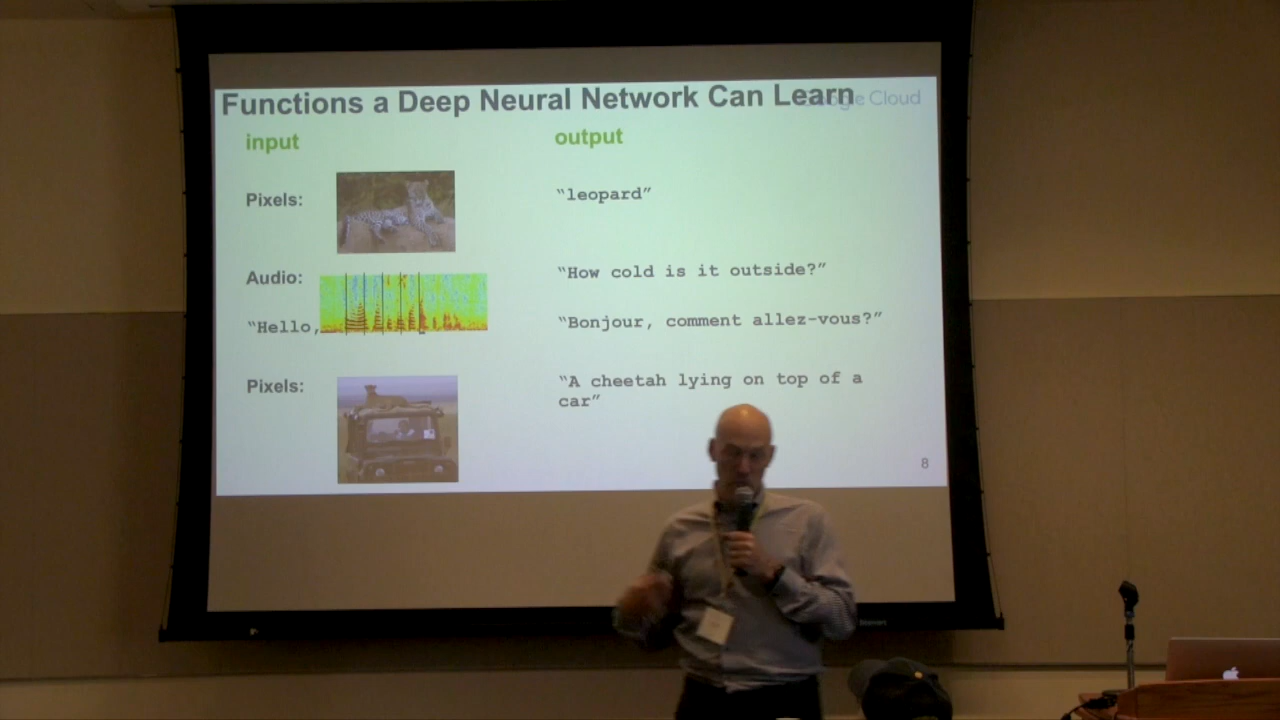 Functions a Deep Neural Network Can Learn
Cloud
input output
Pixels: “leopard”
Audio: “How cold is it outside?”
“Hello, “Bonjour, comment allez-vous?”
Pixels: “A cheetah lying on top of a
car”
8